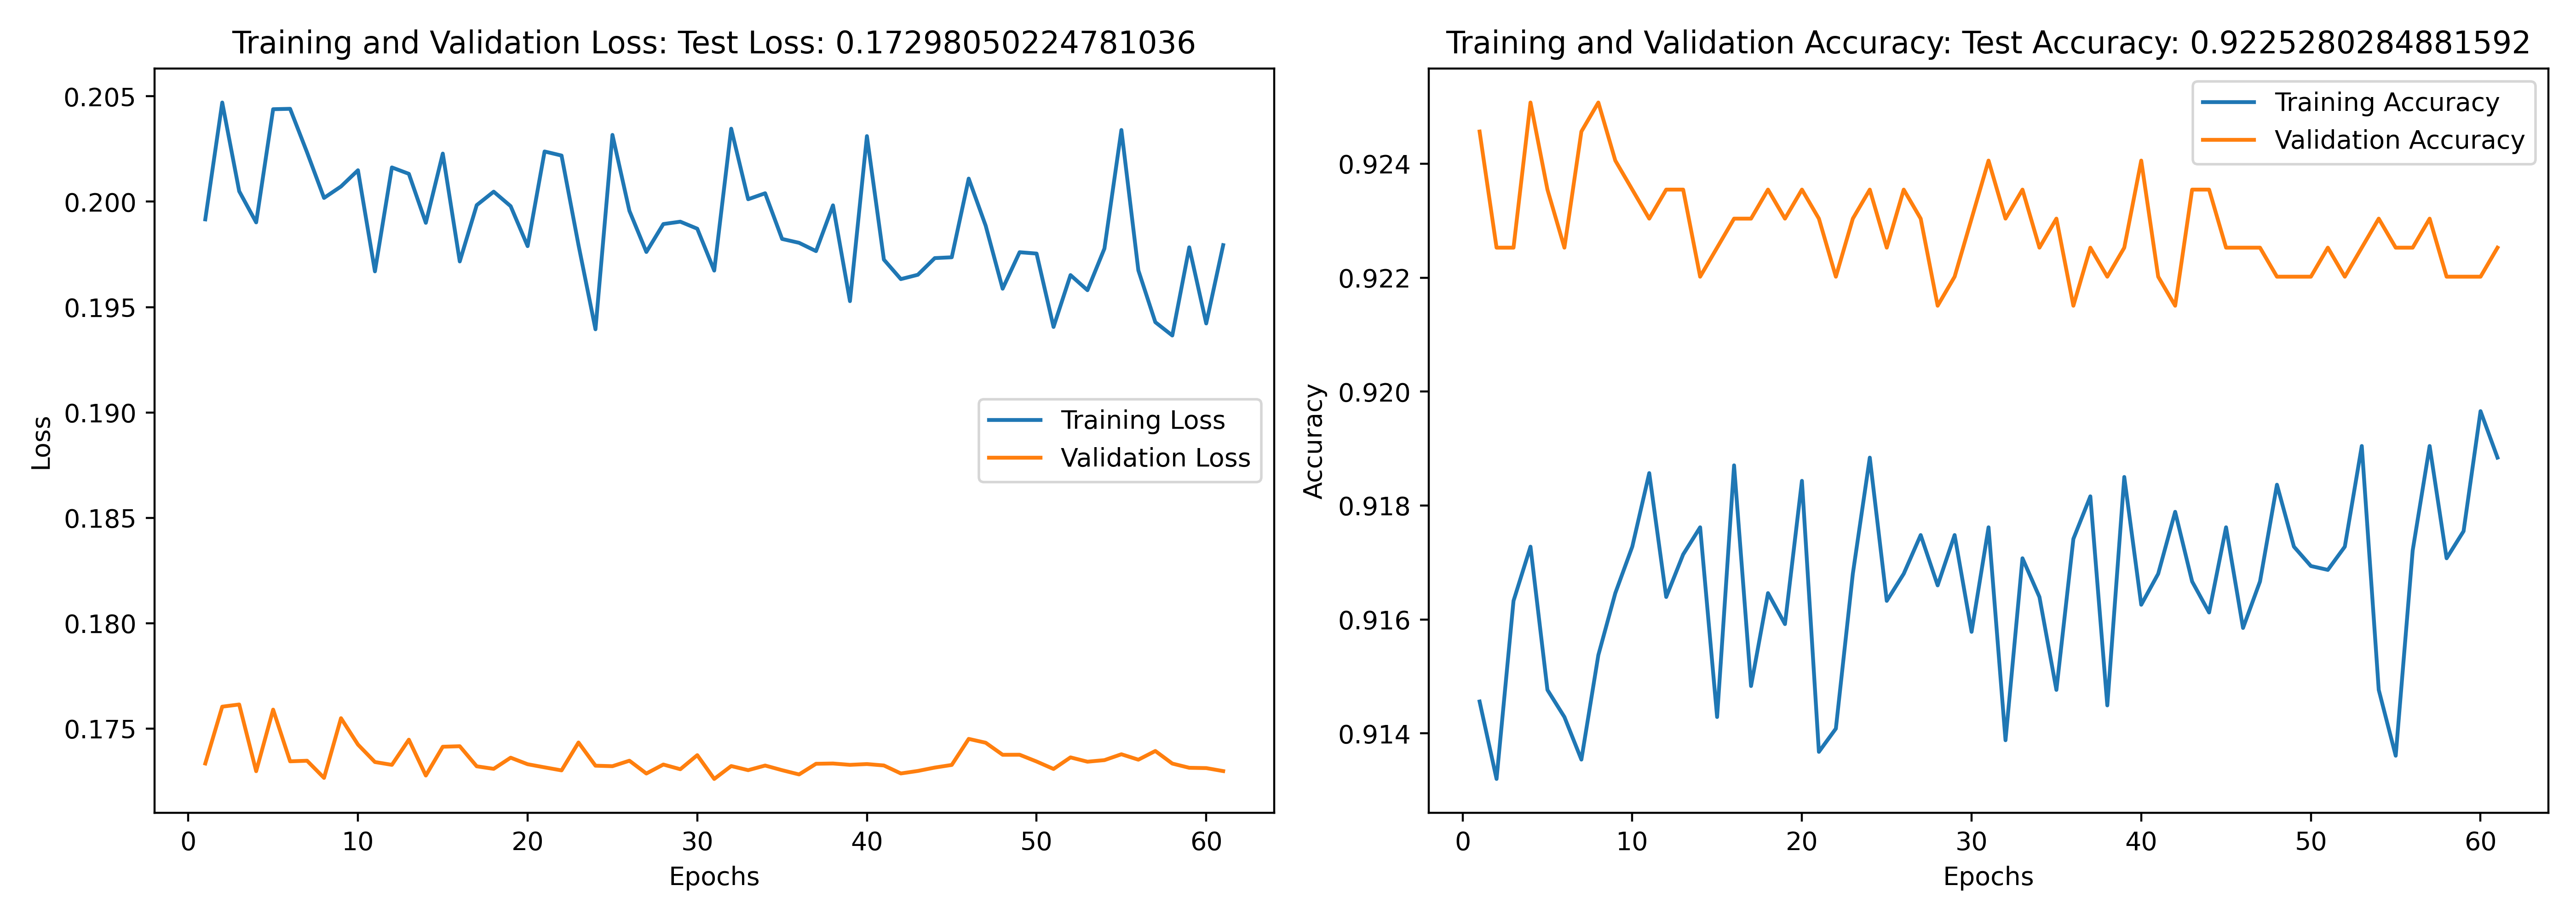 Training and Validation Loss: Test Loss: 0.17298050224781036
0.205
0.200
0.195
0.190
0.185
0.180
0.175
Loss
Training Loss
Validation Loss
0
10
20
30
40
50
60
Epochs
Training and Validation Accuracy: Test Accuracy: 0.9225280284881592
0.924
0.922
0.920
0.918
0.916
0.914
Accuracy
Training Accuracy
Validation Accuracy
0
10
20
30
40
50
60
Epochs